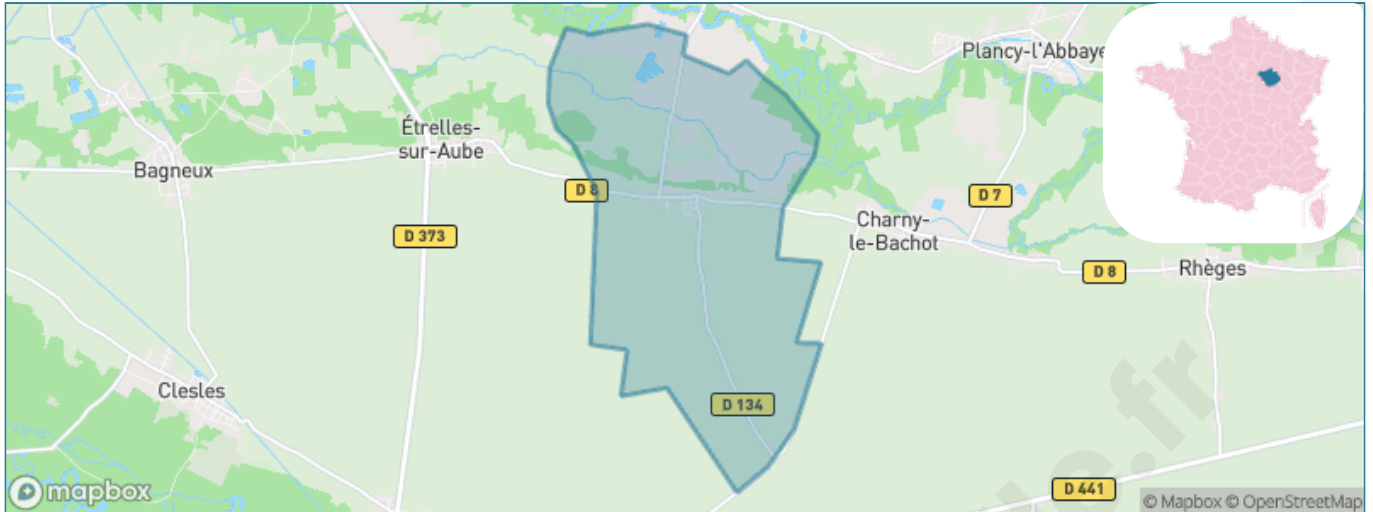 Plancy-l'Abbaye
Étrelles-
sur-Aube
Bagneux
D 8
D 7
D 373
Charny-
le-Bachot
D 8
Rhèges
Clesles
D 134
D 441
mapbox
© Mapbox © OpenStreetMap